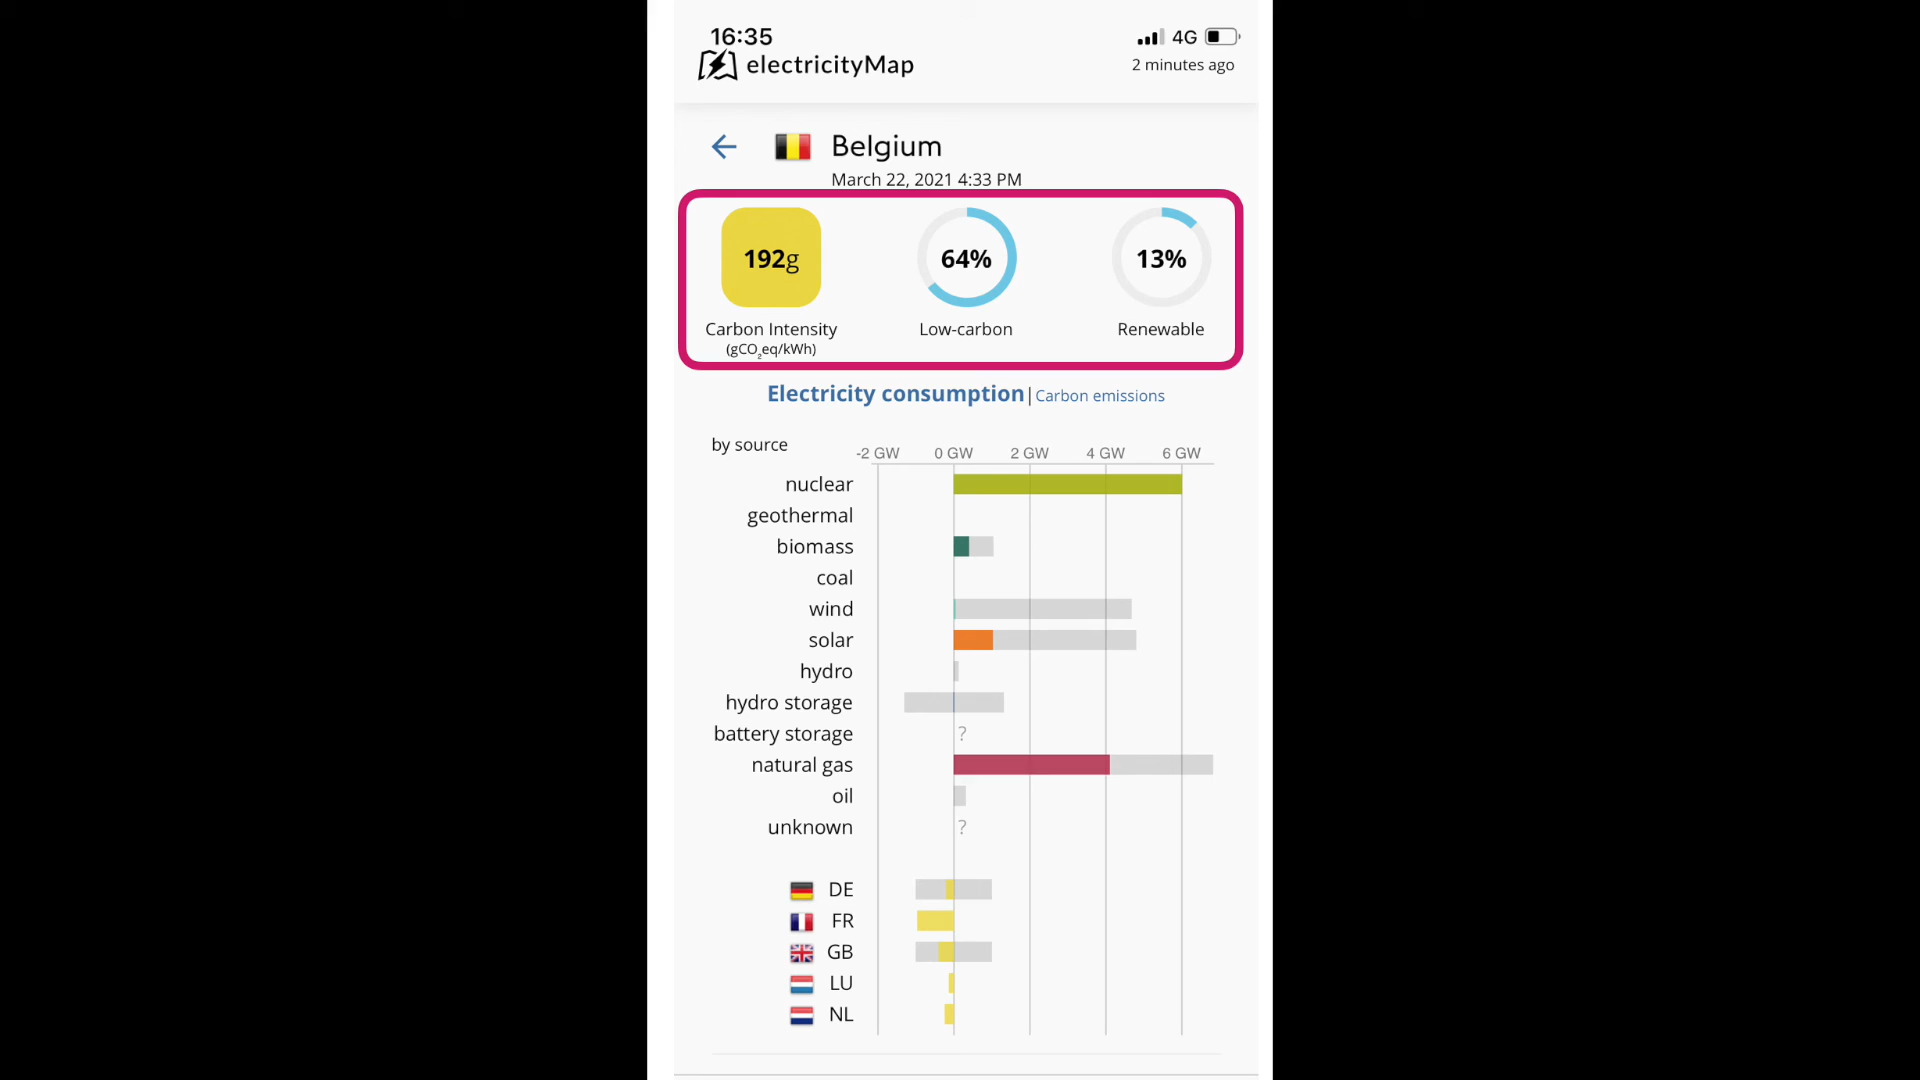 16:35
4G
electricityMap
2 minutes ago
Belgium
March 22, 2021 4:33 PM
192g
64%
13%
Carbon Intensity
(gCO₂eq/kWh)
Low-carbon
Renewable
Electricity consumption | Carbon emissions
by source
-2 GW 0 GW 2 GW 4 GW 6 GW
nuclear
geothermal
biomass
coal
wind
solar
hydro
hydro storage
battery storage ?
natural gas
oil
unknown ?
DE
FR
GB
LU
NL